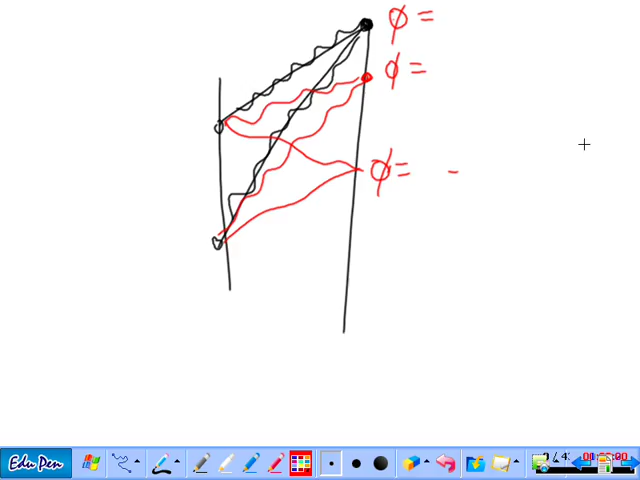 φ =
φ =
φ = -
Edu Pen